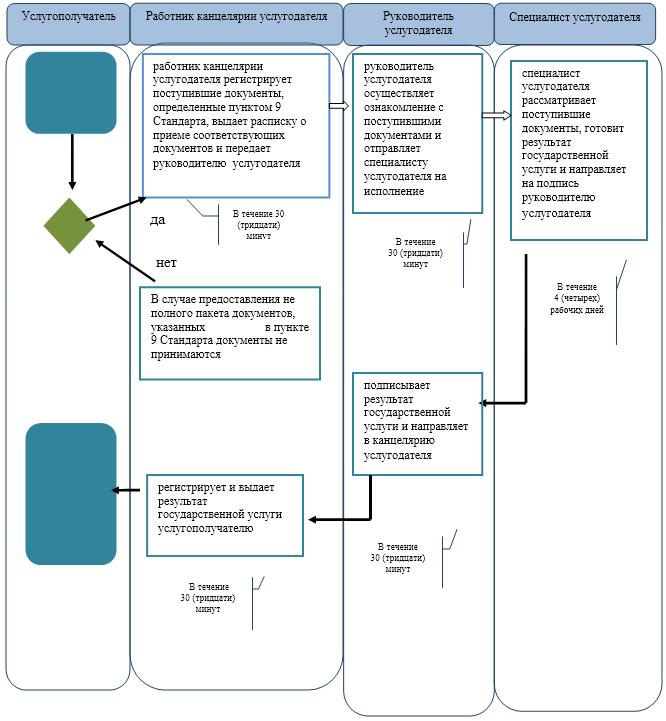 Услугополучатель
Работник канцелярии услугодателя
Руководитель
услугодателя
Специалист услугодателя
работник канцелярии
услугодателя регистрирует
поступившие документы,
определенные пунктом 9
Стандарта, выдает расписку о
приеме соответствующих
документов и передает
руководителю услугодателя
руководитель
услугодателя
осуществляет
ознакомление с
поступившими
документами и
отправляет
специалисту
услугодателя на
исполнение
специалист
услугодателя
рассматривает
поступившие
документы, готовит
результат
государственной
услуги и направляет
на подпись
руководителю
услугодателя
да
В течение 30
(тридцати)
минут
В течение
30 (тридцати)
минут
нет
В течение
4 (четырех)
рабочих дней
В случае предоставления не
полного пакета документов,
указанных в пункте
9 Стандарта документы не
принимаются
подписывает
результат
государственной
услуги и направляет
в канцелярию
услугодателя
регистрирует и выдает
результат
государственной услуги
услугополучателю
В течение
30 (тридцати)
минут
В течение
30 (тридцати)
минут